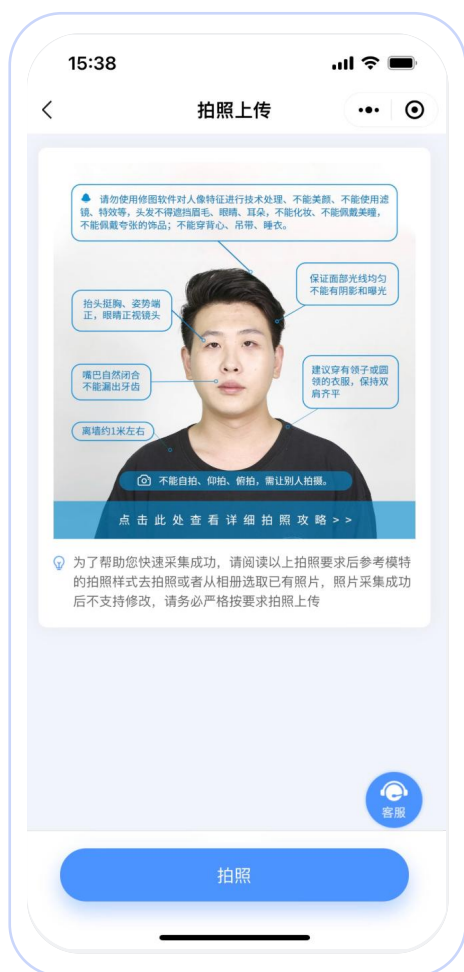 15:38
拍照上传
请勿使用修图软件对人像特征进行技术处理、不能美颜、不能使用滤
镜、特效等，头发不得遮挡眉毛、眼睛、耳朵，不能化妆、不能佩戴美瞳，
不能佩戴夸张的饰品；不能穿背心、吊带、睡衣。
保证面部光线均匀
不能有阴影和曝光
抬头挺胸、姿势端
正，眼睛正视镜头
嘴巴自然闭合
不能漏出牙齿
建议穿有领子或圆
领的衣服，保持双
肩齐平
离墙约1米左右
不能自拍、仰拍、俯拍，需让别人拍摄。
点击此处查看详细拍照攻略>>
为了帮助您快速采集成功，请阅读以上拍照要求后参考模特
的拍照样式去拍照或者从相册选取已有照片，照片采集成功
后不支持修改，请务必严格按要求拍照上传
客服
拍照